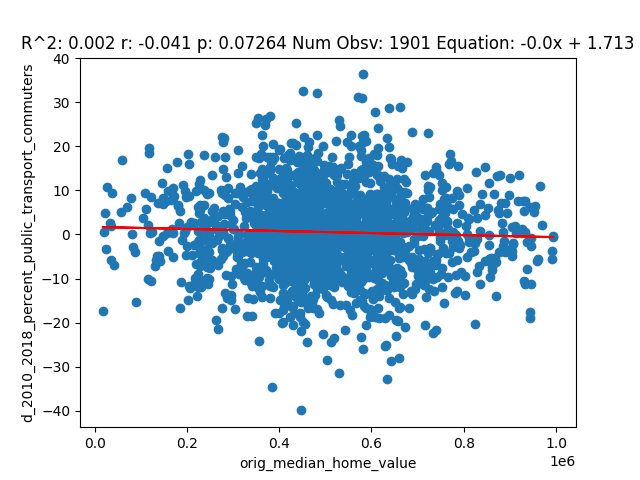 R^2: 0.002 r: -0.041 p: 0.07264 Num Obsv: 1901 Equation: -0.0x + 1.713
40
30
20
10
0
−10
−20
−30
−40
d_2010_2018_percent_public_transport_commuters
0.0 0.2 0.4 0.6 0.8 1.0
1e6
orig_median_home_value